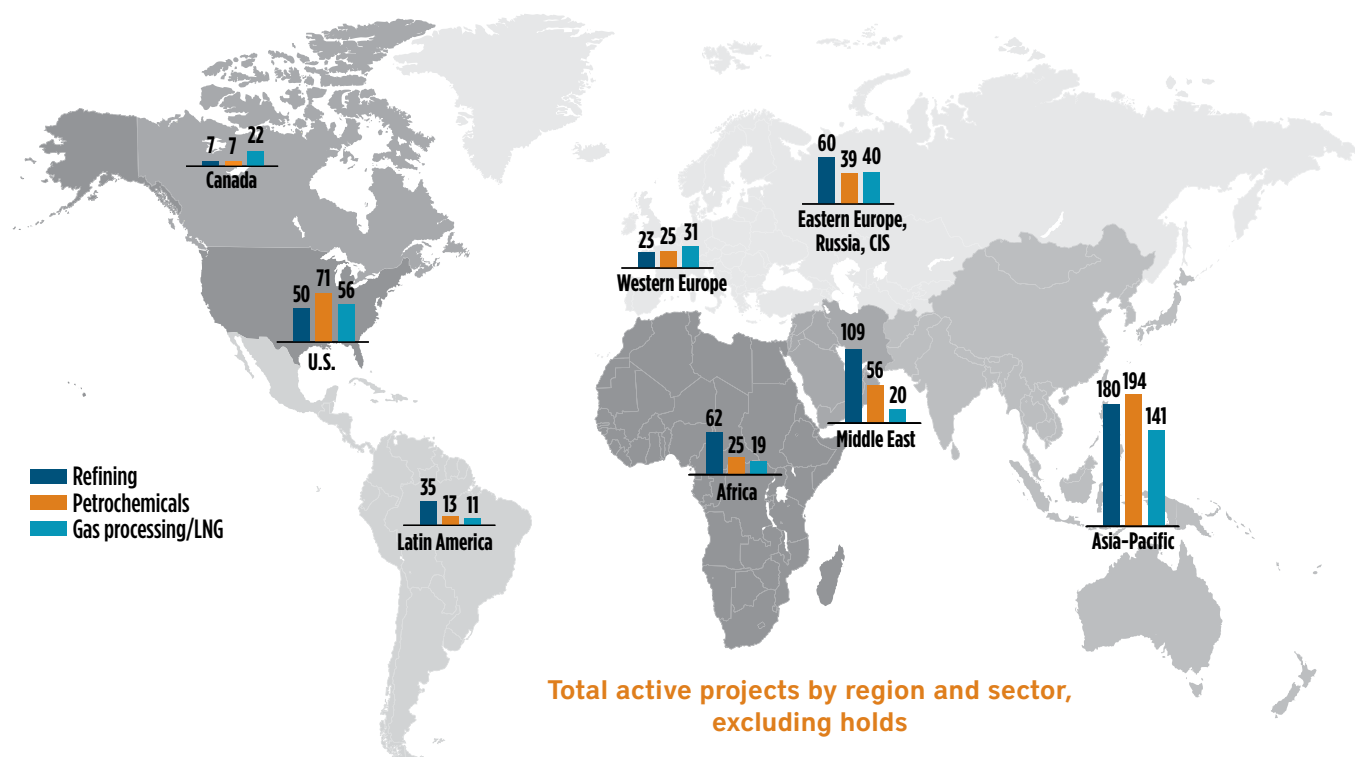 7 7 22
Canada
50 71 56
U.S.
35 13 11
Latin America
23 25 31
Western Europe
60 39 40
Eastern Europe,
Russia, CIS
62 25 19
Africa
109 56 20
Middle East
180 194 141
Asia-Pacific
Refining
Petrochemicals
Gas processing/LNG
Total active projects by region and sector,
excluding holds